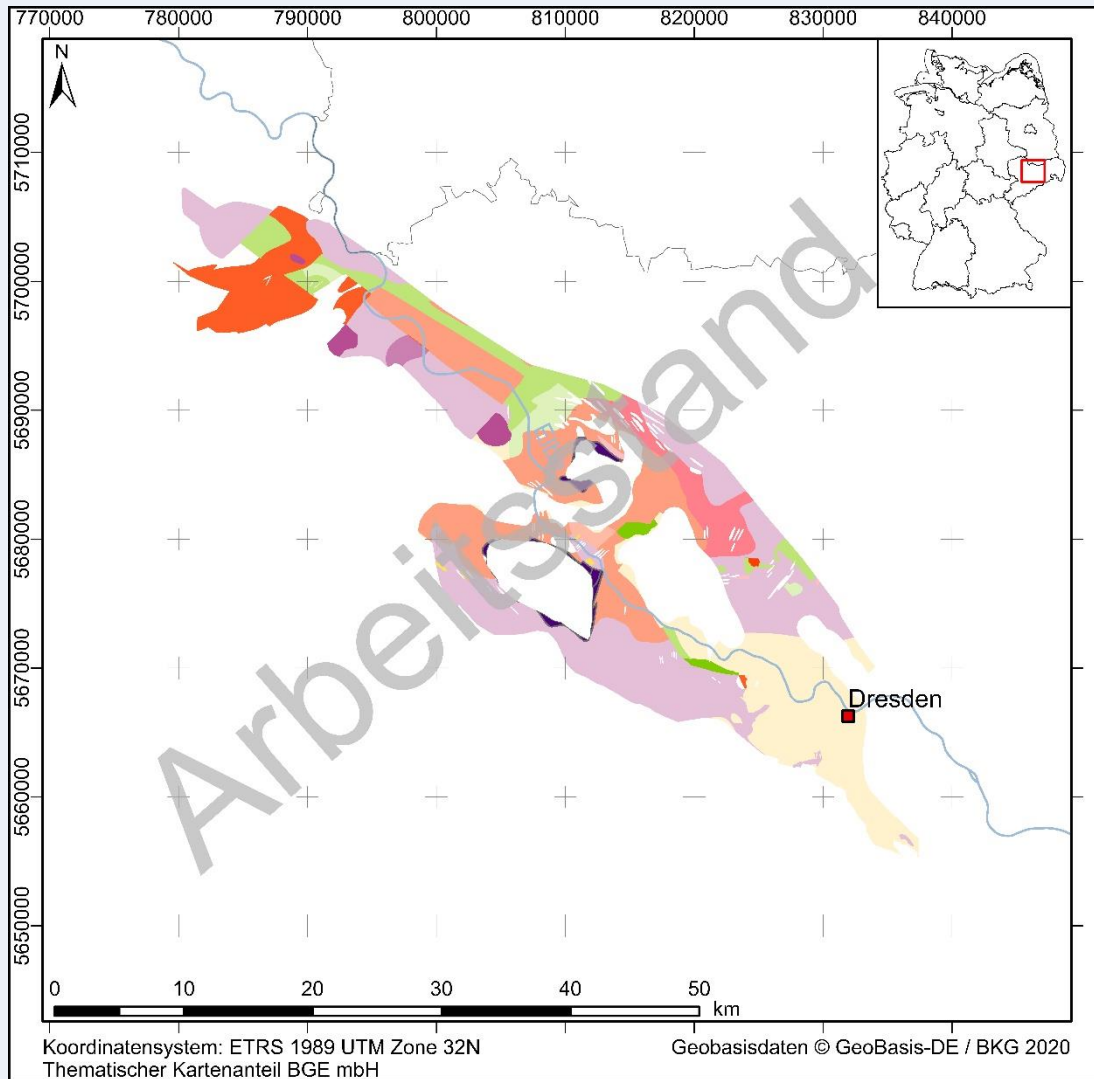 770000 780000 790000 800000 810000 820000 830000 840000
N
5710000
5700000
5690000
5680000
5670000
5660000
5650000
Arbeitsstand
Dresden
0 10 20 30 40 50
km
Koordinatensystem: ETRS 1989 UTM Zone 32N Geobasisdaten © GeoBasis-DE / BKG 2020
Thematischer Kartenanteil BGE mbH